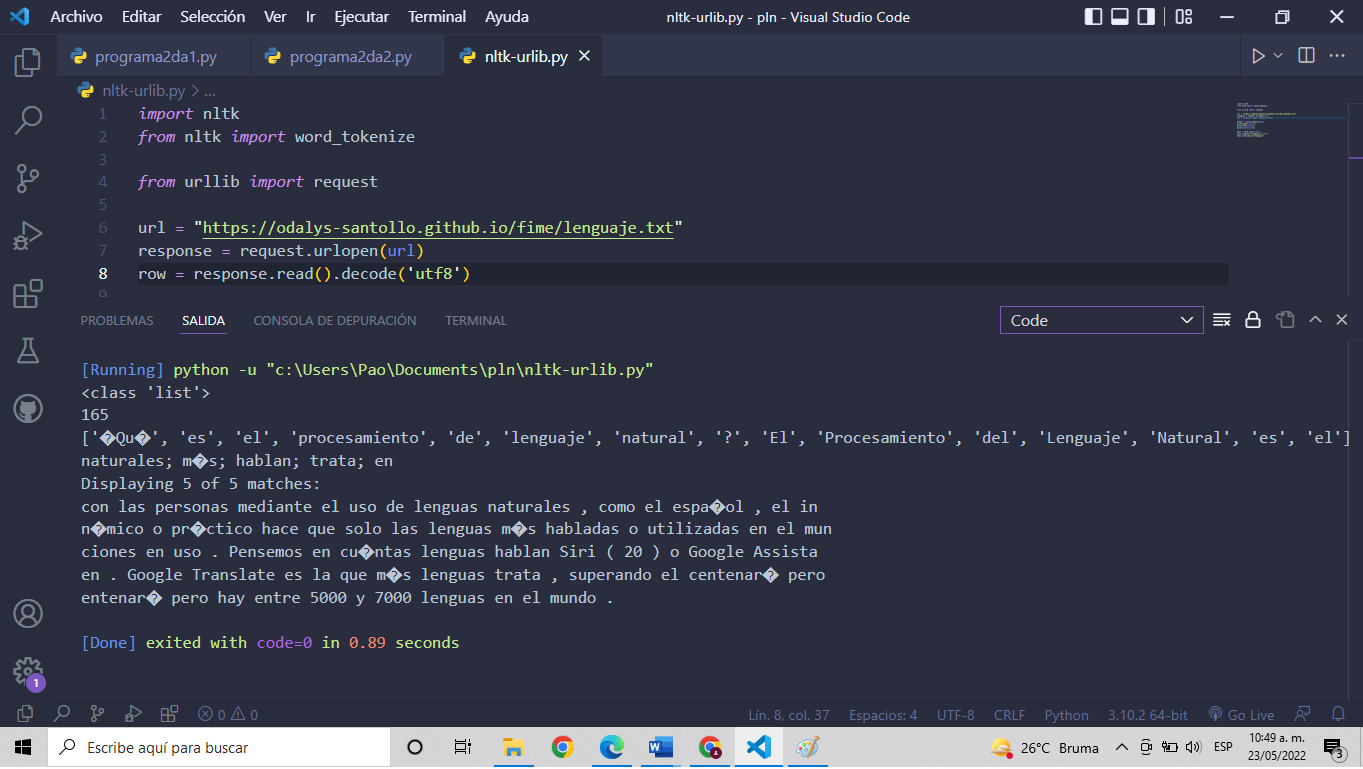 Archivo Editar Selección Ver Ir Ejecutar Terminal Ayuda nltk-urlib.py - pln - Visual Studio Code
programa2da1.py programa2da2.py nltk-urlib.py
nltk-urlib.py > ...
1 import nltk
2 from nltk import word_tokenize
3
4 from urllib import request
5
6 url = "https://odalys-santollo.github.io/fime/lenguaje.txt"
7 response = request.urlopen(url)
8 row = response.read().decode('utf8')
9
PROBLEMAS SALIDA CONSOLA DE DEPURACIÓN TERMINAL Code
[Running] python -u "c:\Users\Pao\Documents\pln\nltk-urlib.py"
<class 'list'>
165
['�Qu�', 'es', 'el', 'procesamiento', 'de', 'lenguaje', 'natural', '?', 'El', 'Procesamiento', 'del', 'Lenguaje', 'Natural', 'es', 'el']
naturales; m�s; hablan; trata; en
Displaying 5 of 5 matches:
con las personas mediante el uso de lenguas naturales , como el espa�ol , el in
n�mico o pr�ctico hace que solo las lenguas m�s habladas o utilizadas en el mun
ciones en uso . Pensemos en cu�ntas lenguas hablan Siri ( 20 ) o Google Assista
en . Google Translate es la que m�s lenguas trata , superando el centenar� pero
entenar� pero hay entre 5000 y 7000 lenguas en el mundo .
[Done] exited with code=0 in 0.89 seconds
1
0 0 Lín. 8, col. 37 Espacios: 4 UTF-8 CRLF Python 3.10.2 64-bit Go Live
Escribe aquí para buscar 26°C Bruma ESP 10:49 a. m. 23/05/2022 3